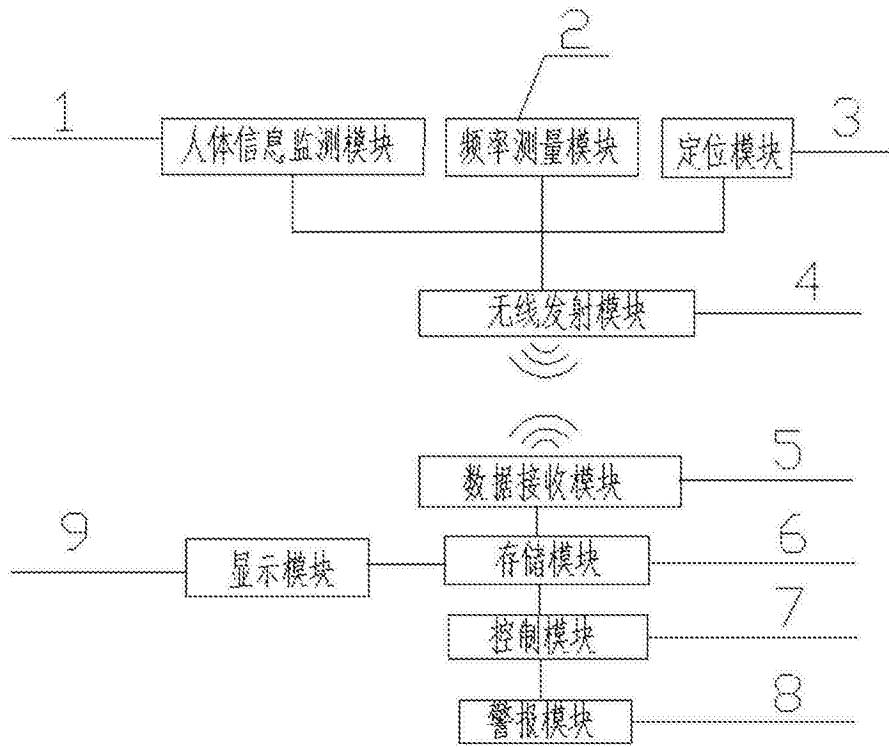 2
1
人体信息监测模块
频率测量模块
定位模块
3
无线发射模块
4
数据接收模块
5
9
显示模块
存储模块
6
控制模块
7
警报模块
8